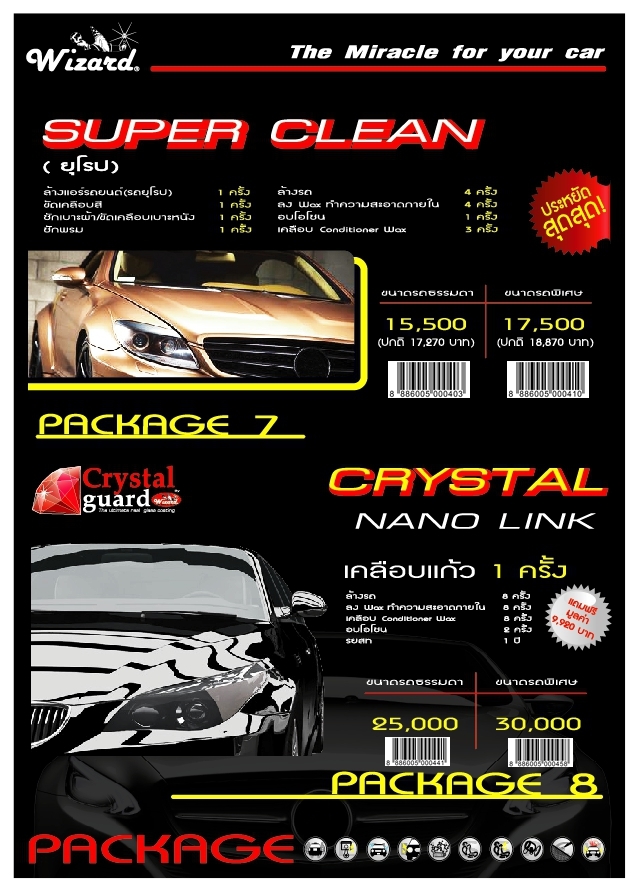 Wizard®
The Miracle for your car
SUPER CLEAN
( ยุโรป)
ล้างแอร์รถยนต์(รถยุโรป) 1 ครั้ง ล้างรถ 4 ครั้ง
ขัดเคลือบสี 1 ครั้ง ลง Wax ทำความสะอาดภายใน 4 ครั้ง
ซักเบาะผ้า/ขัดเคลือบเบาะหนัง 1 ครั้ง อบโอโซน 1 ครั้ง
ซักพรม 1 ครั้ง เคลือบ Conditioner Wax 3 ครั้ง
ประหยัด
สุดสุด!
ขนาดรถธรรมดา ขนาดรถพิเศษ
15,500 17,500
(ปกติ 17,270 บาท) (ปกติ 18,870 บาท)
8 886005 000403 8 886005 000410
PACKAGE 7
Crystal
guard BY Wizard
The ultimate real glass coating
CRYSTAL
NANO LINK
เคลือบแก้ว 1 ครั้ง
ล้างรถ 8 ครั้ง
ลง Wax ทำความสะอาดภายใน 8 ครั้ง
เคลือบ Conditioner Wax 8 ครั้ง
อบโอโซน 2 ครั้ง
รยสท 1 ปี
แถมฟรี
มูลค่า
9,920 บาท
ขนาดรถธรรมดา ขนาดรถพิเศษ
25,000 30,000
8 886005 000441 8 886005 000458
PACKAGE 8
PACKAGE